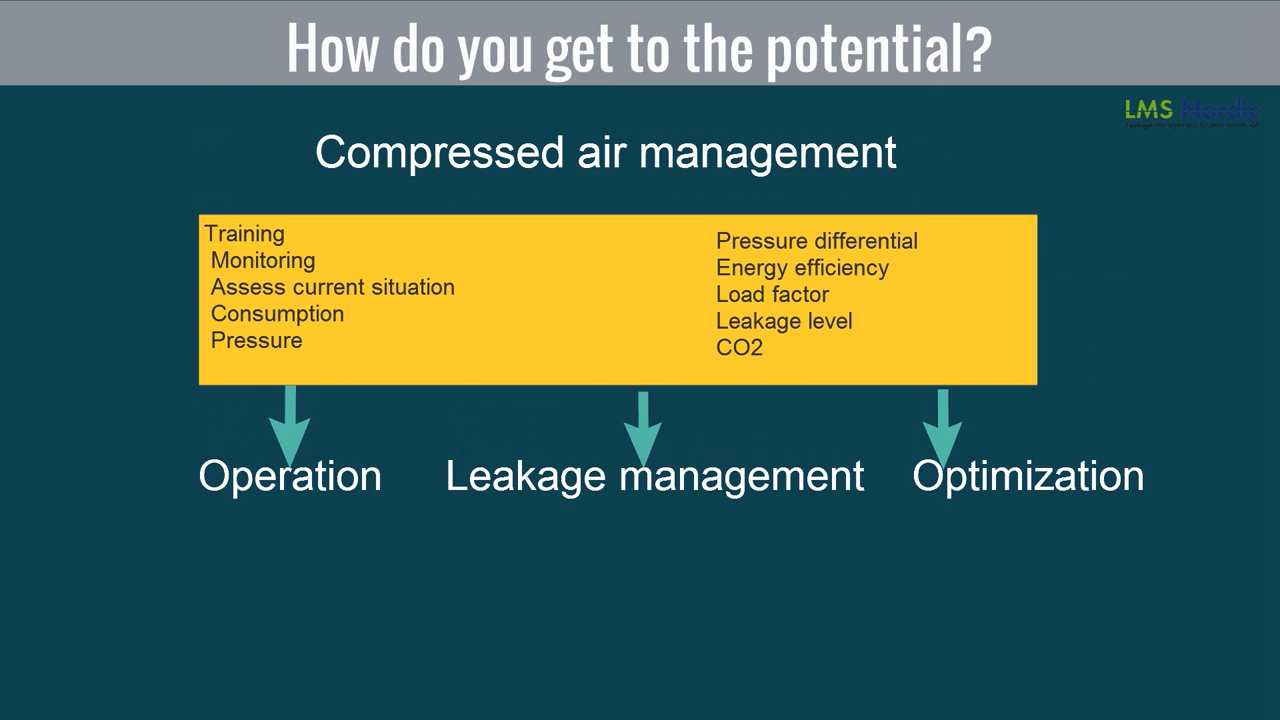 How do you get to the potential?
LMS Nordic
Compressed air management
Training
Monitoring
Assess current situation
Consumption
Pressure
Pressure differential
Energy efficiency
Load factor
Leakage level
CO2
Operation
Leakage management
Optimization